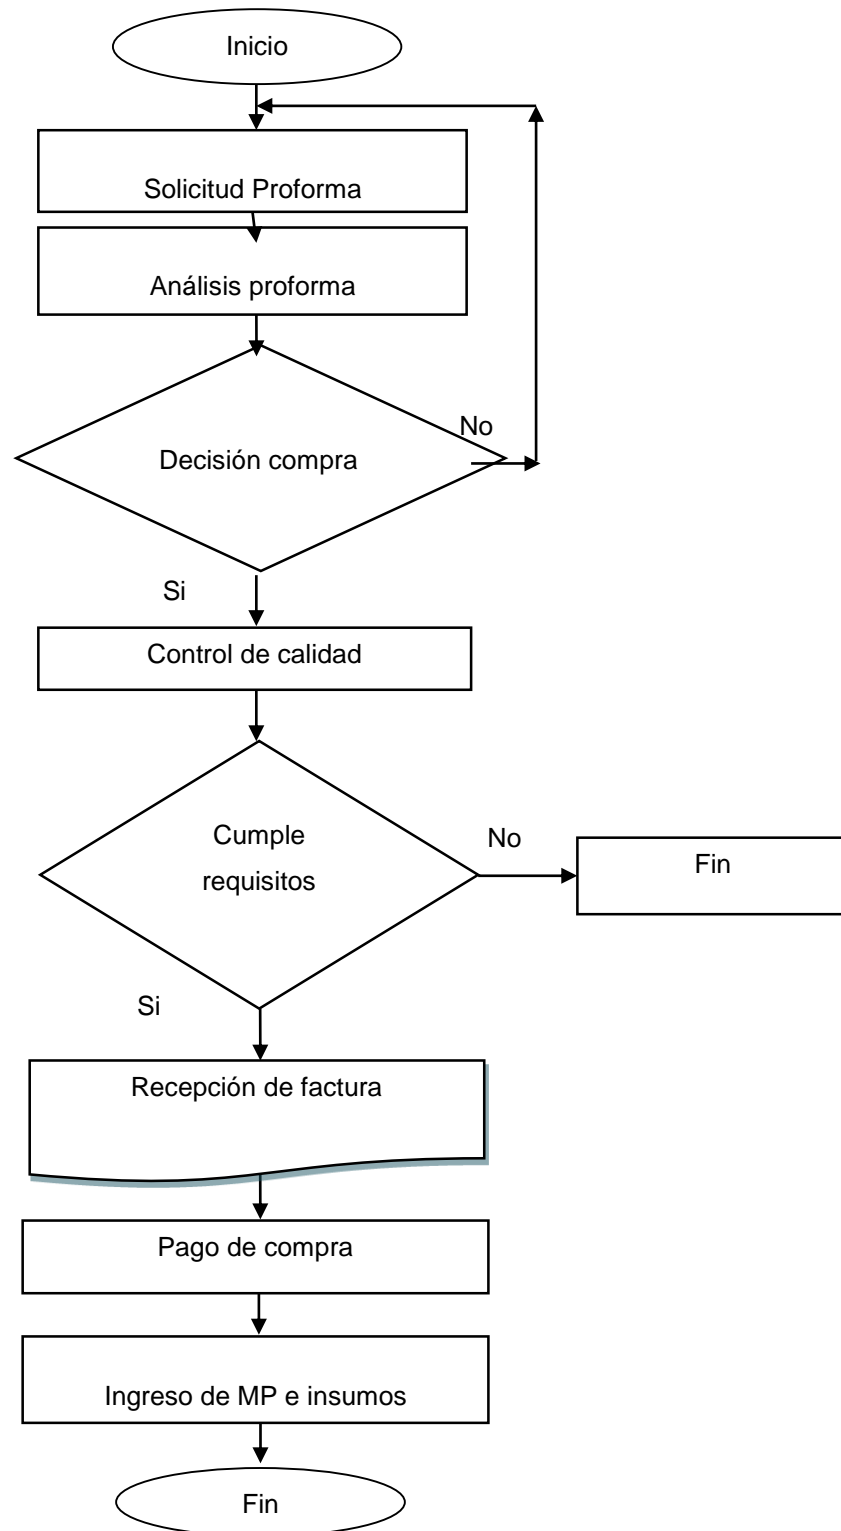 Inicio
Solicitud Proforma
Análisis proforma
No
Decisión compra
Si
Control de calidad
Cumple
requisitos
No
Fin
Si
Recepción de factura
Pago de compra
Ingreso de MP e insumos
Fin